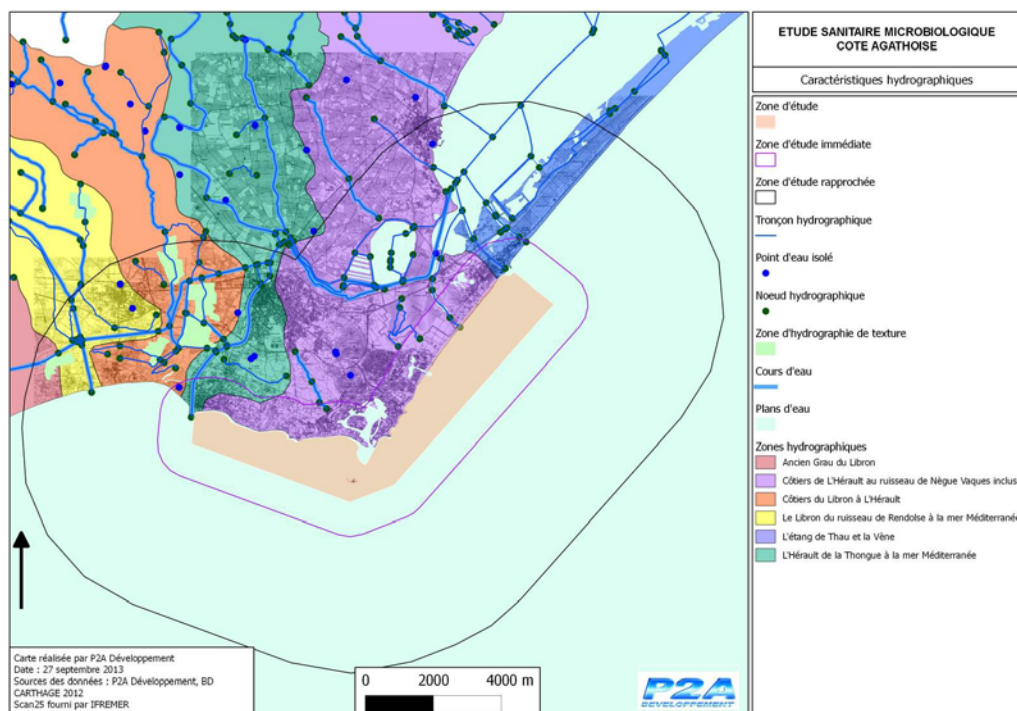 ETUDE SANITAIRE MICROBIOLOGIQUE
COTE AGATHOISE
Caractéristiques hydrographiques
Zone d'étude
Zone d'étude immédiate
Zone d'étude rapprochée
Tronçon hydrographique
Point d'eau isolé
Noeud hydrographique
Zone d'hydrographie de texture
Cours d'eau
Plans d'eau
Zones hydrographiques
Ancien Grau du Libron
Côtiers de L'Hérault au ruisseau de Nègue Vaques inclus
Côtiers du Libron à L'Hérault
Le Libron du ruisseau de Rendolse à la mer Méditerranée
L'étang de Thau et la Vène
L'Hérault de la Thongue à la mer Méditerranée
Carte réalisée par P2A Développement
Date : 27 septembre 2013
Sources des données : P2A Développement, BD
CARTHAGE 2012
Scan25 fourni par IFREMER
0 2000 4000 m
P2A
DEVELOPPEMENT